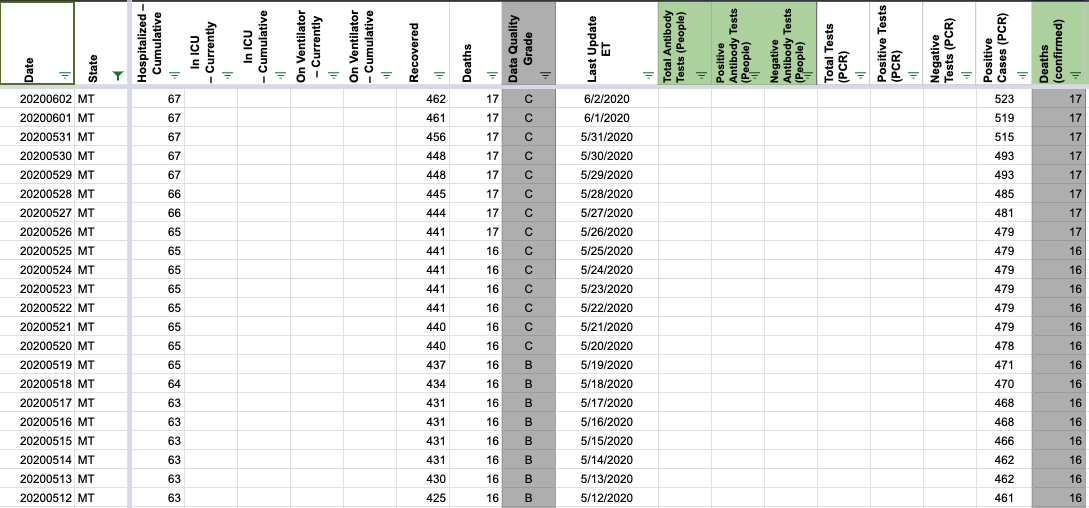 Date State Hospitalized – Cumulative In ICU – Currently In ICU – Cumulative On Ventilator – Currently On Ventilator – Cumulative Recovered Deaths Data Quality Grade Last Update ET Total Antibody Tests (People) Positive Antibody Tests (People) Negative Antibody Tests (People) Total Tests (PCR) Positive Tests (PCR) Negative Tests (PCR) Positive Cases (PCR) Deaths (confirmed)
20200602 MT 67 462 17 C 6/2/2020 523 17
20200601 MT 67 461 17 C 6/1/2020 519 17
20200531 MT 67 456 17 C 5/31/2020 515 17
20200530 MT 67 448 17 C 5/30/2020 493 17
20200529 MT 67 448 17 C 5/29/2020 493 17
20200528 MT 66 445 17 C 5/28/2020 485 17
20200527 MT 66 444 17 C 5/27/2020 481 17
20200526 MT 65 441 17 C 5/26/2020 479 17
20200525 MT 65 441 16 C 5/25/2020 479 16
20200524 MT 65 441 16 C 5/24/2020 479 16
20200523 MT 65 441 16 C 5/23/2020 479 16
20200522 MT 65 441 16 C 5/22/2020 479 16
20200521 MT 65 440 16 C 5/21/2020 479 16
20200520 MT 65 440 16 C 5/20/2020 478 16
20200519 MT 65 437 16 B 5/19/2020 471 16
20200518 MT 64 434 16 B 5/18/2020 470 16
20200517 MT 63 431 16 B 5/17/2020 468 16
20200516 MT 63 431 16 B 5/16/2020 468 16
20200515 MT 63 431 16 B 5/15/2020 466 16
20200514 MT 63 431 16 B 5/14/2020 462 16
20200513 MT 63 430 16 B 5/13/2020 462 16
20200512 MT 63 425 16 B 5/12/2020 461 16